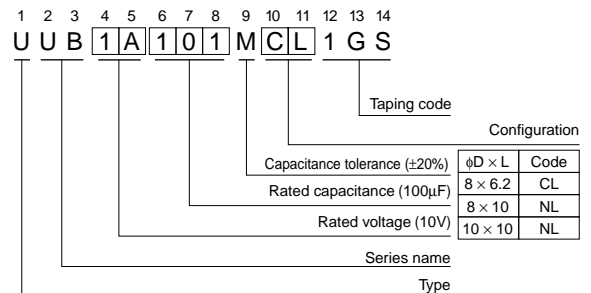 1 2 3 4 5 6 7 8 9 10 11 12 13 14
U U B 1 A 1 0 1 M C L 1 G S
Taping code
Configuration
Capacitance tolerance (±20%)
Rated capacitance (100μF)
Rated voltage (10V)
Series name
Type
ϕD × L Code
8 × 6.2 CL
8 × 10 NL
10 × 10 NL